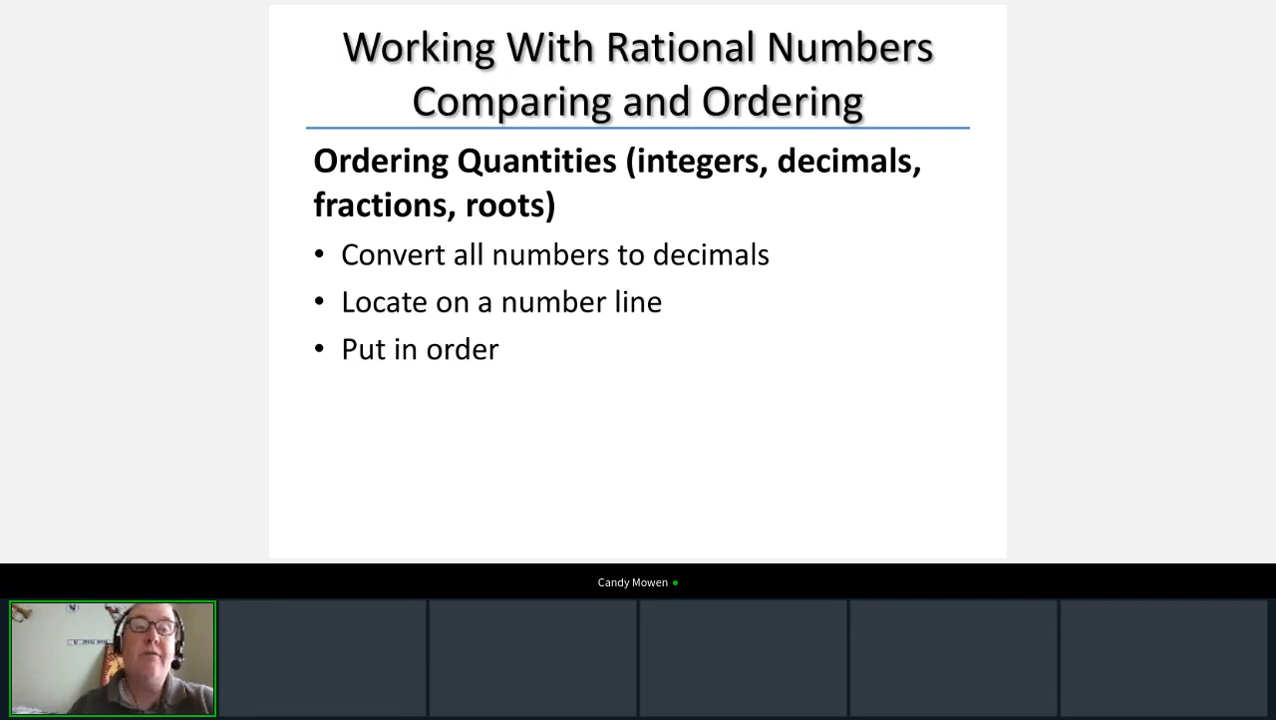 Working With Rational Numbers
Comparing and Ordering
Ordering Quantities (integers, decimals,
fractions, roots)
• Convert all numbers to decimals
• Locate on a number line
• Put in order
Candy Mowen